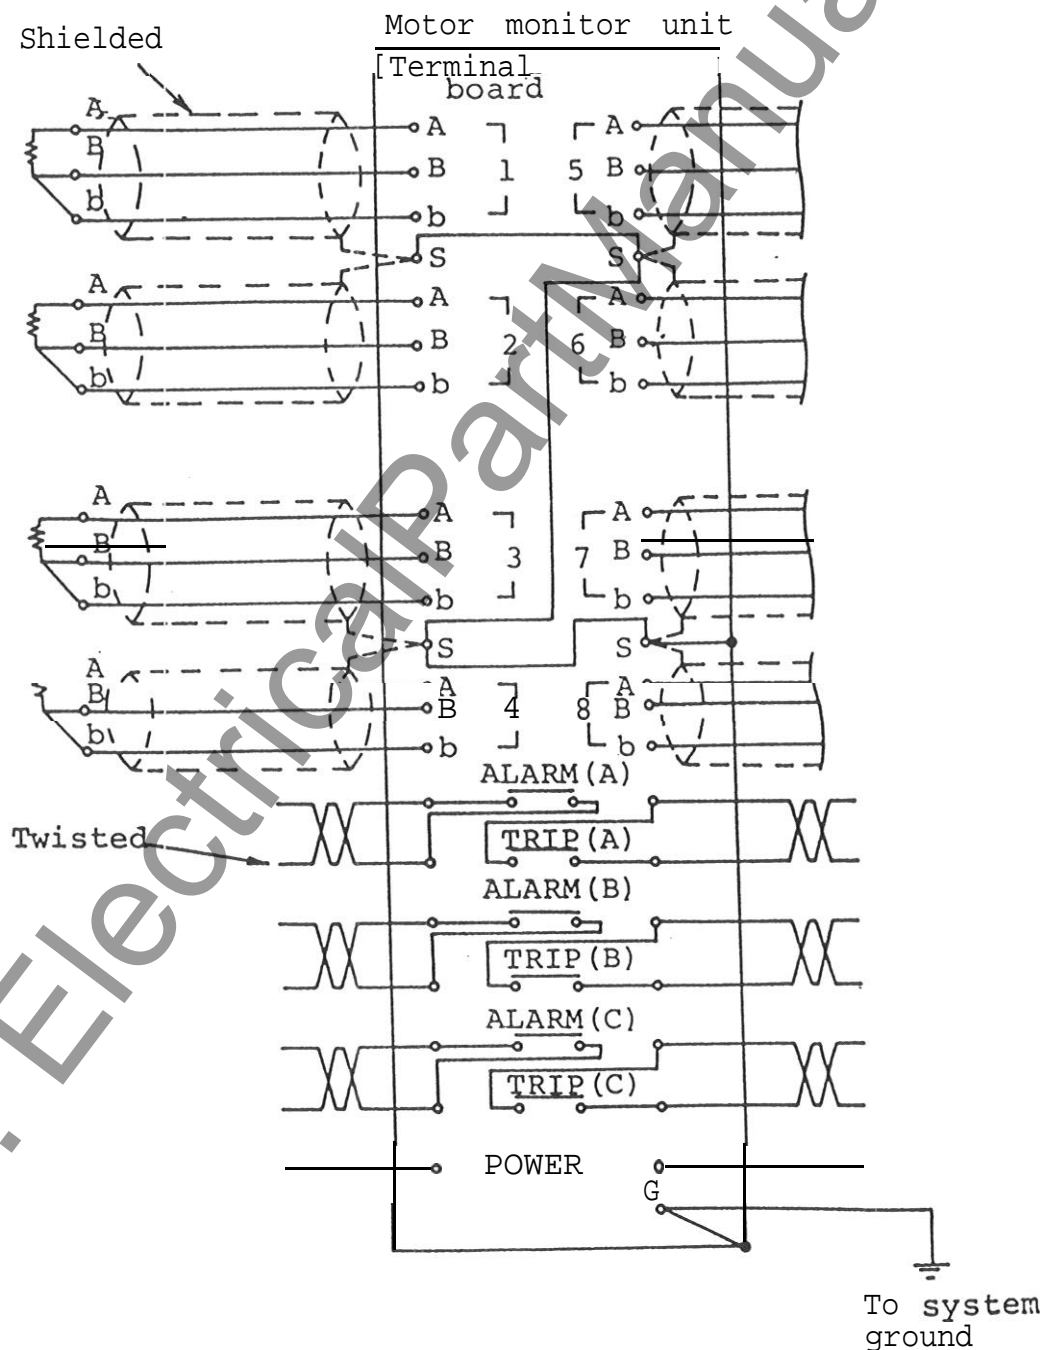 Motor monitor unit
Shielded
[Terminal
board
A
B
b
A
B
b
1
5
A
B
b
S
S
A
B
b
A
B
b
2
6
A
B
b
A
B
b
A
B
b
3
7
A
B
b
S
S
A
B
b
A
B
b
4
8
A
B
b
ALARM(A)
Twisted
TRIP(A)
ALARM(B)
TRIP(B)
ALARM(C)
TRIP(C)
POWER
G
To system
ground
. ElectricalPartManua